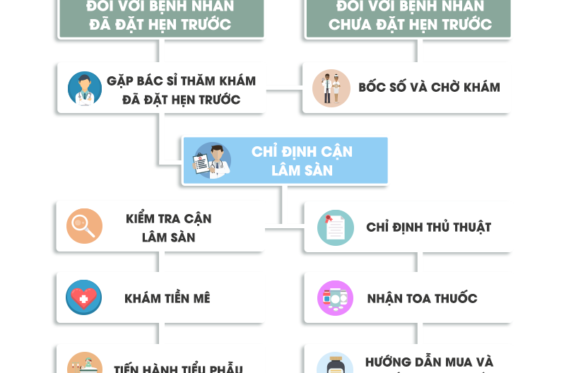 ĐỐI VỚI BỆNH NHÂN
ĐÃ ĐẶT HẸN TRƯỚC
ĐỐI VỚI BỆNH NHÂN
CHƯA ĐẶT HẸN TRƯỚC
GẶP BÁC SĨ THĂM KHÁM
ĐÃ ĐẶT HẸN TRƯỚC
BỐC SỐ VÀ CHỜ KHÁM
CHỈ ĐỊNH CẬN
LÂM SÀN
KIỂM TRA CẬN
LÂM SÀN
CHỈ ĐỊNH THỦ THUẬT
KHÁM TIỀN MÊ
NHẬN TOA THUỐC
TIẾN HÀNH TIỂU PHẪU
HƯỚNG DẪN MUA VÀ